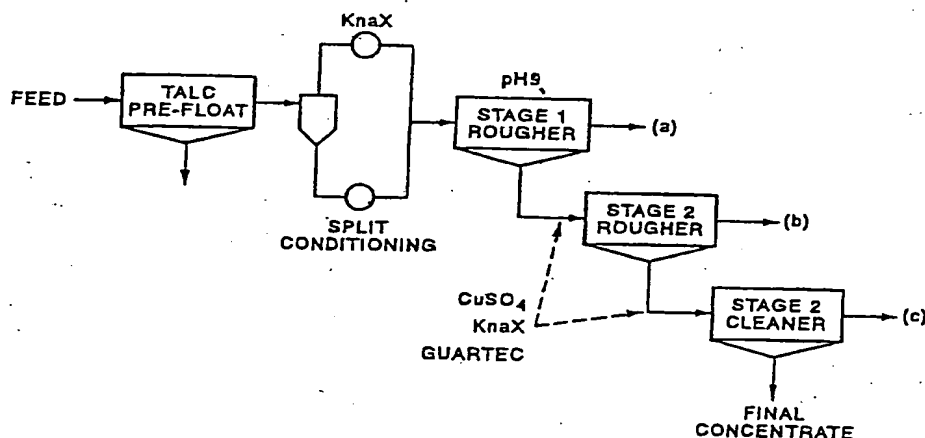 KnaX
FEED
TALC
PRE-FLOAT
SPLIT
CONDITIONING
pH9
STAGE 1
ROUGHER
(a)
STAGE 2
ROUGHER
(b)
CuSO4
KnaX
GUARTEC
STAGE 2
CLEANER
(c)
FINAL
CONCENTRATE